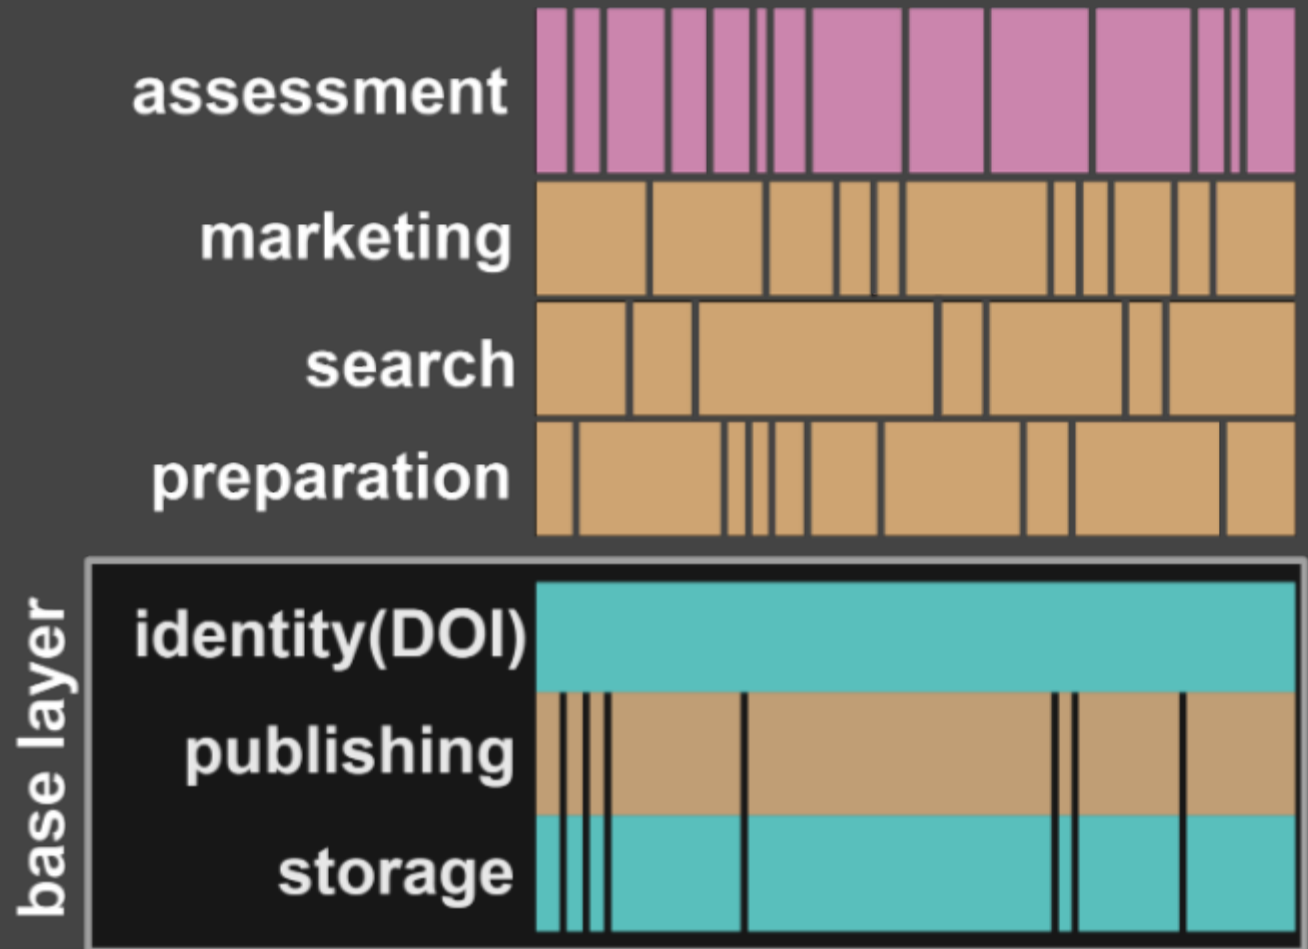 assessment
marketing
search
preparation
base layer
identity(DOI)
publishing
storage